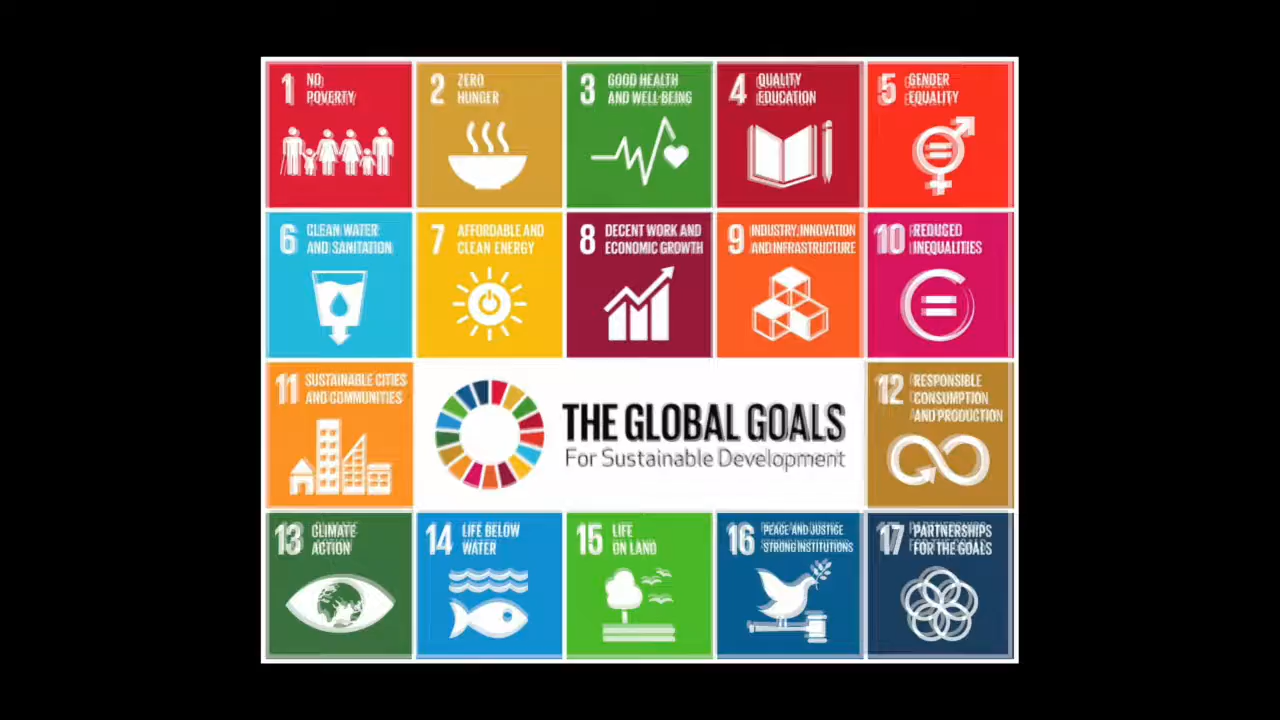 1 NO
POVERTY
2 ZERO
HUNGER
3 GOOD HEALTH
AND WELL-BEING
4 QUALITY
EDUCATION
5 GENDER
EQUALITY
6 CLEAN WATER
AND SANITATION
7 AFFORDABLE AND
CLEAN ENERGY
8 DECENT WORK AND
ECONOMIC GROWTH
9 INDUSTRY, INNOVATION
AND INFRASTRUCTURE
10 REDUCED
INEQUALITIES
11 SUSTAINABLE CITIES
AND COMMUNITIES
THE GLOBAL GOALS
For Sustainable Development
12 RESPONSIBLE
CONSUMPTION
AND PRODUCTION
13 CLIMATE
ACTION
14 LIFE BELOW
WATER
15 LIFE
ON LAND
16 PEACE AND JUSTICE
STRONG INSTITUTIONS
17 PARTNERSHIPS
FOR THE GOALS